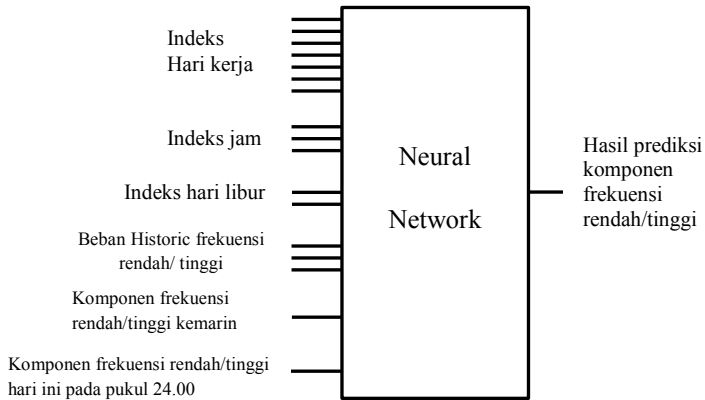 Indeks
Hari kerja
Indeks jam
Indeks hari libur
Beban Historic frekuensi
rendah/ tinggi
Komponen frekuensi
rendah/tinggi kemarin
Komponen frekuensi rendah/tinggi
hari ini pada pukul 24.00
Neural
Network
Hasil prediksi
komponen
frekuensi
rendah/tinggi